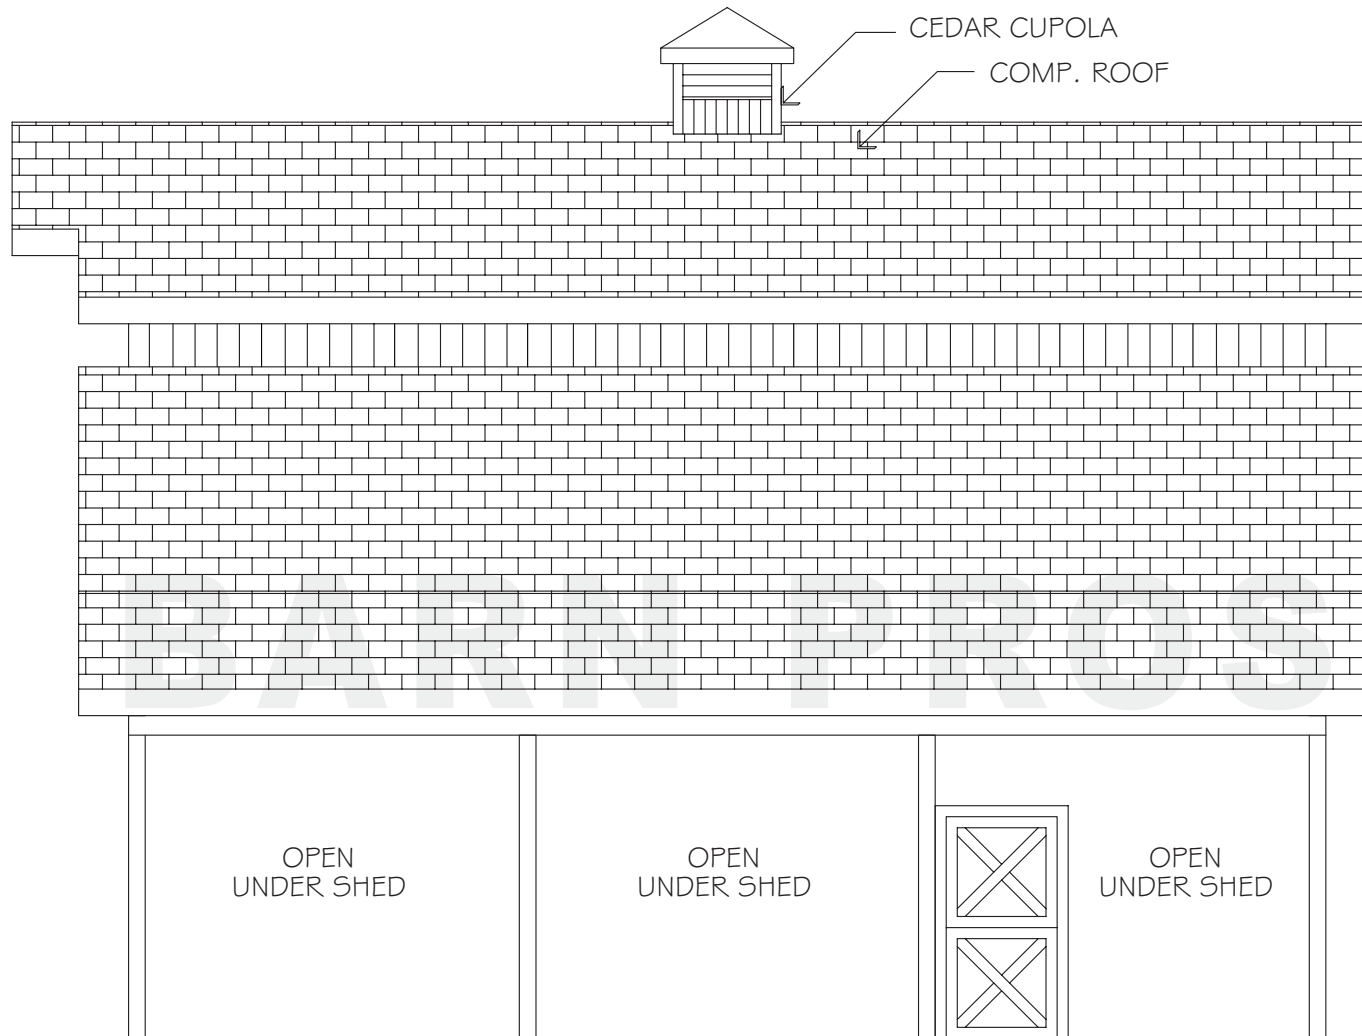 CEDAR CUPOLA
COMP. ROOF
BARN PROS
OPEN
UNDER SHED
OPEN
UNDER SHED
OPEN
UNDER SHED